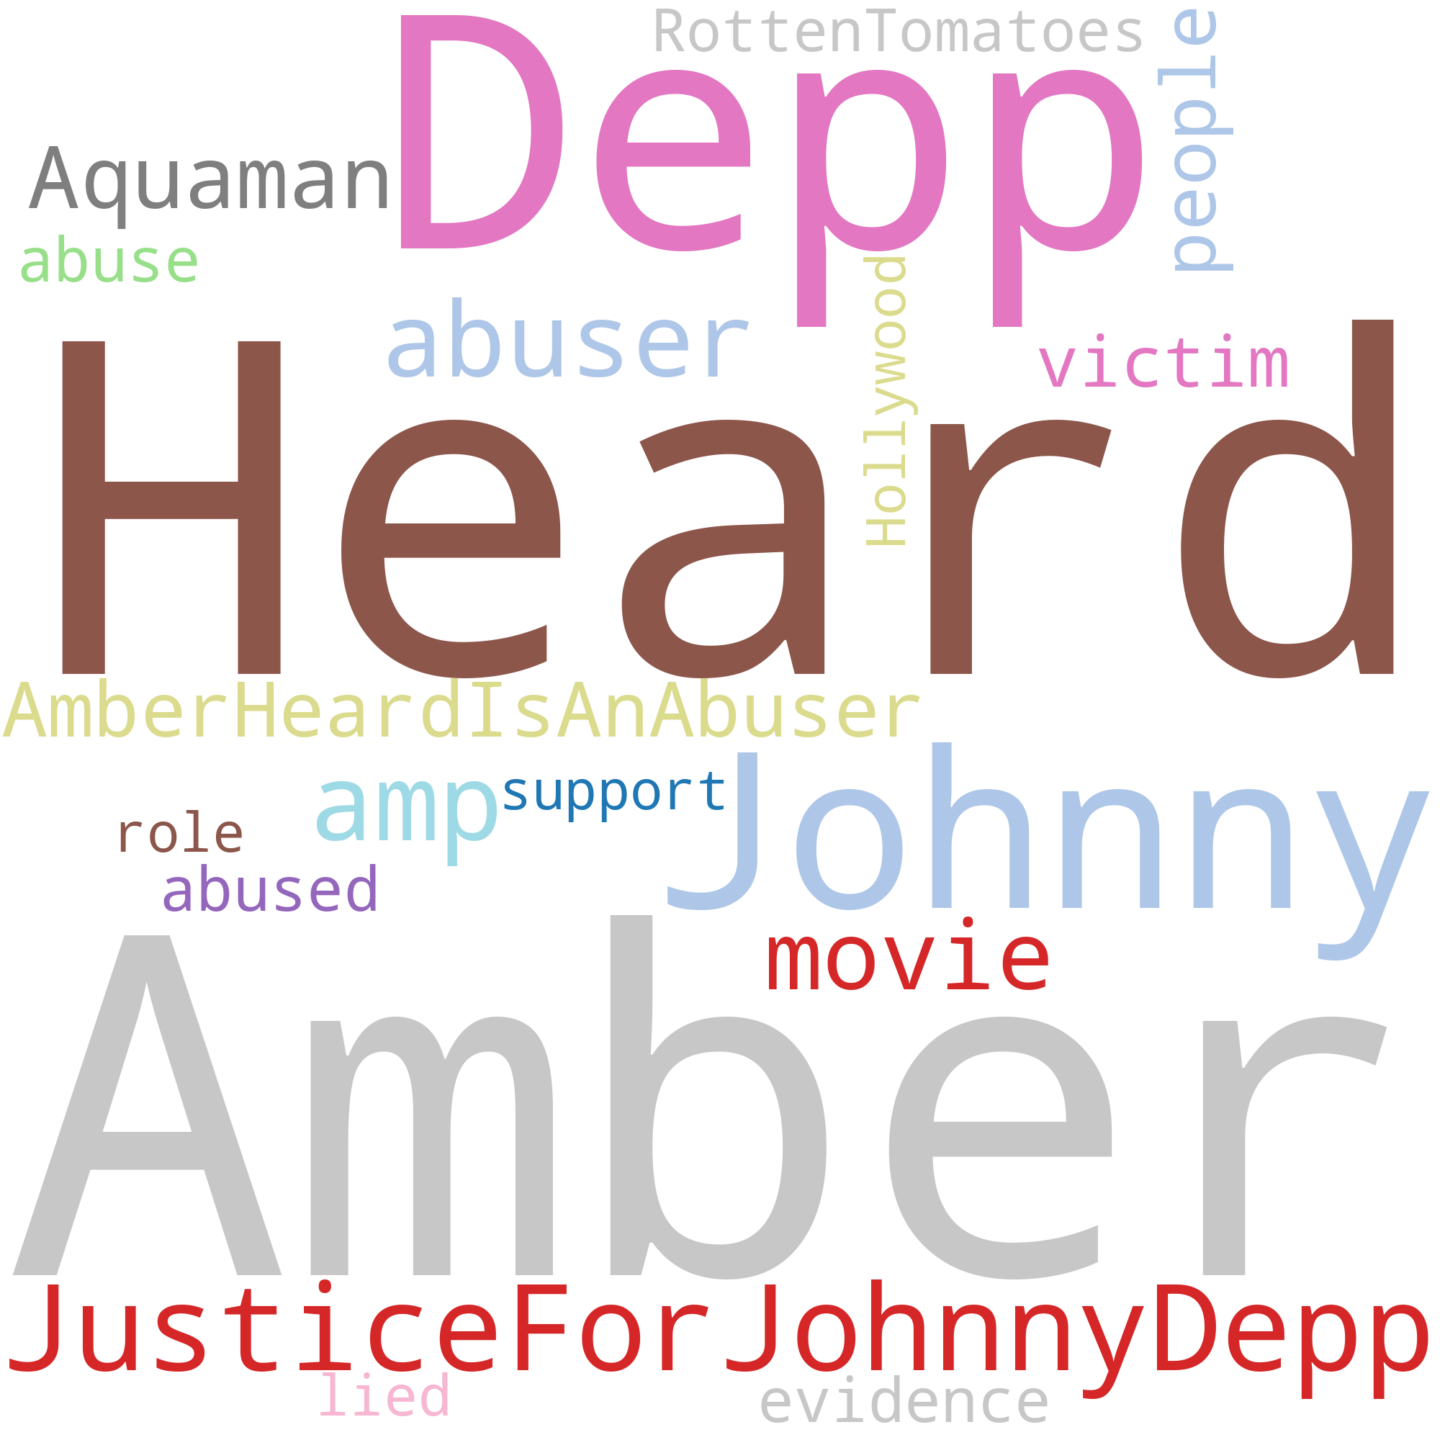 RottenTomatoes
people
Depp
Aquaman
abuse
Hollywood
abuser
victim
Heard
AmberHeardIsAnAbuser
Johnny
amp
support
role
abused
movie
Amber
JusticeForJohnnyDepp
lied
evidence